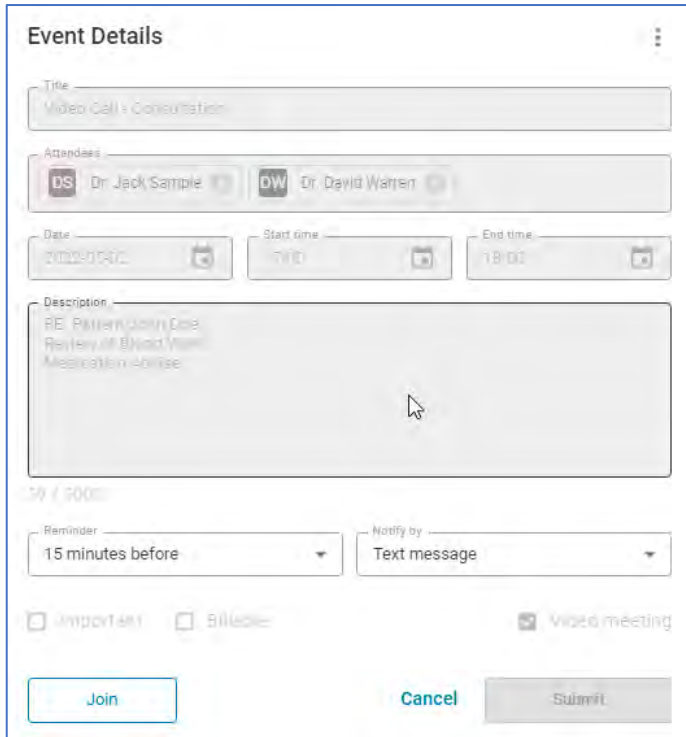 Event Details
Title
Video Call - Consultation
Attendees
DS Dr. Jack Sample DW Dr. David Warren
Date Start time End time
18:00
Description
RE: Patient John Doe
Review of Blood Work
Medication
/ 5000
Reminder Notify by
15 minutes before Text message
Important Billable Video meeting
Join Cancel Submit